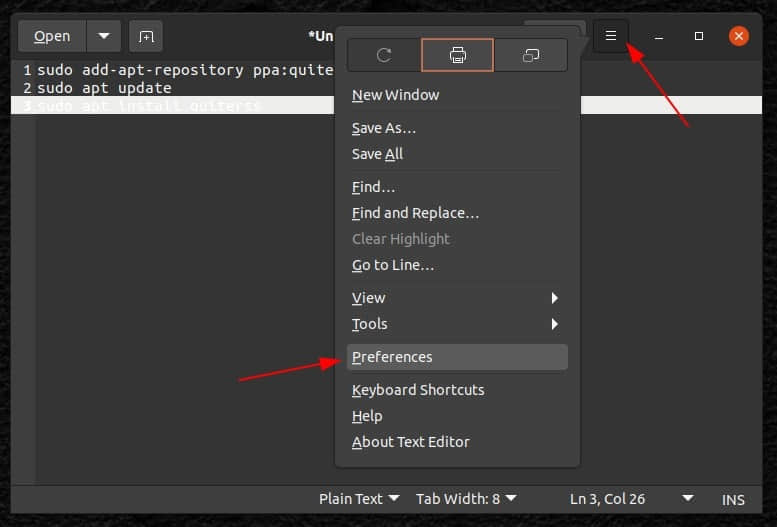 Open
*Un
1 sudo add-apt-repository ppa:quite
2 sudo apt update
3 sudo apt install quiterss
New Window
Save As…
Save All
Find…
Find and Replace…
Clear Highlight
Go to Line…
View
Tools
Preferences
Keyboard Shortcuts
Help
About Text Editor
Plain Text Tab Width: 8 Ln 3, Col 26 INS